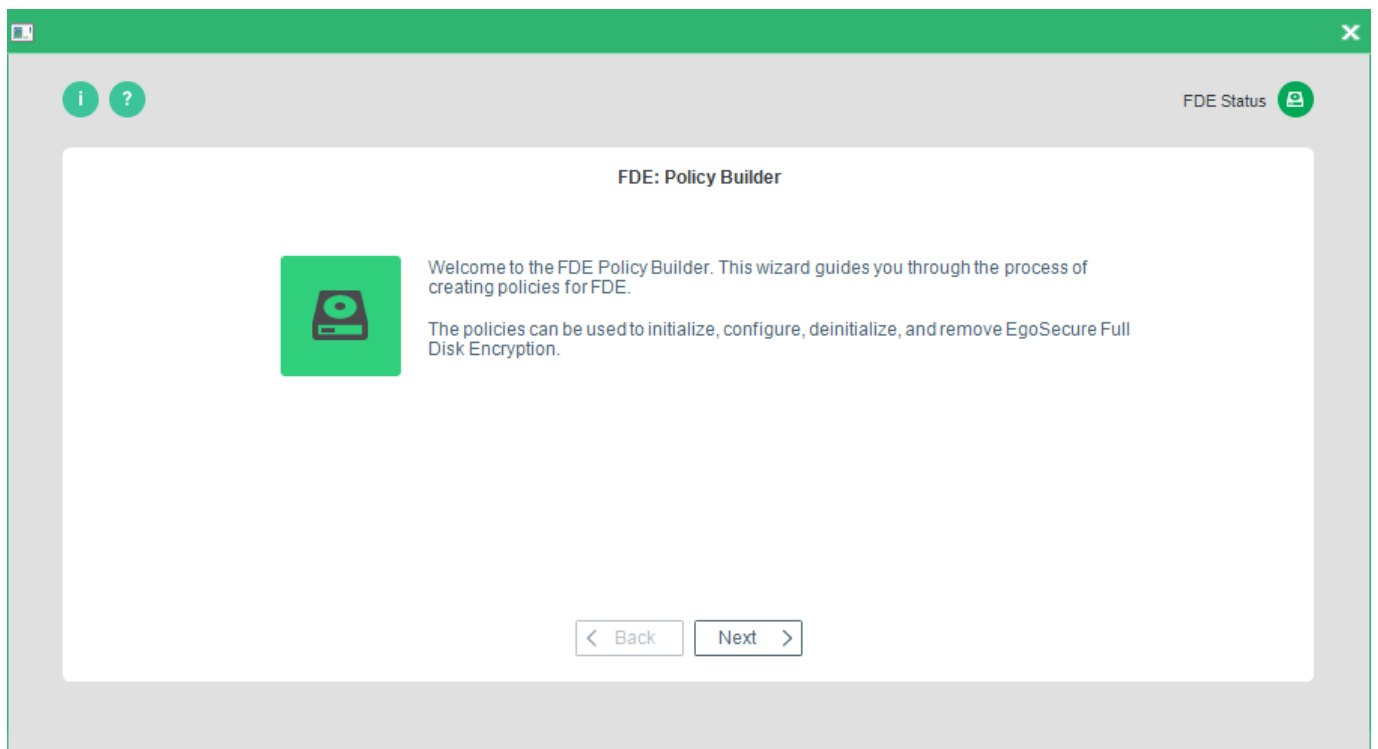 i ?
FDE Status
FDE: Policy Builder
Welcome to the FDE Policy Builder. This wizard guides you through the process of
creating policies for FDE.
The policies can be used to initialize, configure, deinitialize, and remove EgoSecure Full
Disk Encryption.
Back
Next